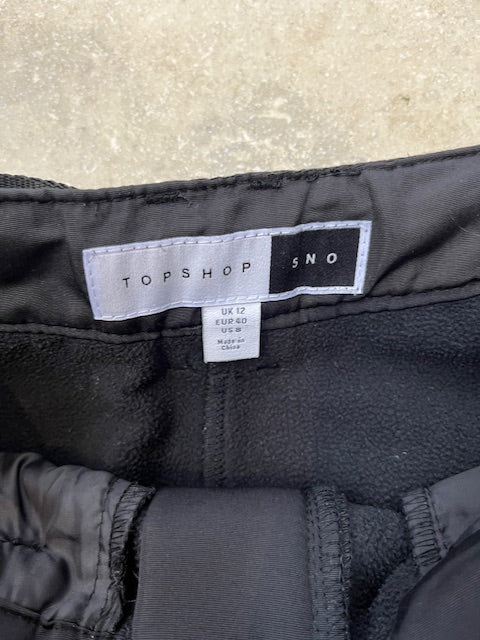 TOPSHOP SNO
UK 12
EUR 40
US 8
Made in
China